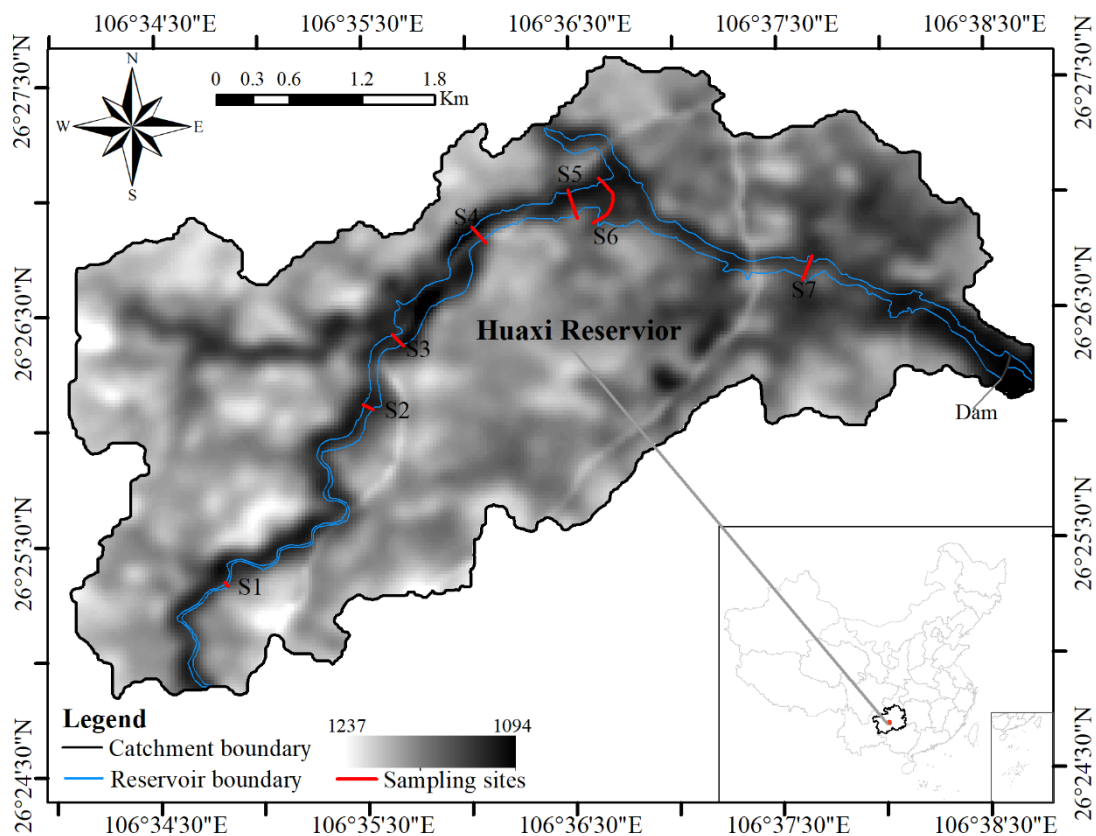 106°34'30"E 106°35'30"E 106°36'30"E 106°37'30"E 106°38'30"E
26°27'30"N
26°26'30"N
26°25'30"N
26°24'30"N
N
W E
S
0 0.3 0.6 1.2 1.8
Km
S5
S4
S6
S7
Huaxi Reservior
S3
S2
Dam
S1
Legend
Catchment boundary
Reservoir boundary
1237 1094
Sampling sites
26°27'30"N
26°26'30"N
26°25'30"N
26°24'30"N
106°34'30"E 106°35'30"E 106°36'30"E 106°37'30"E 106°38'30"E